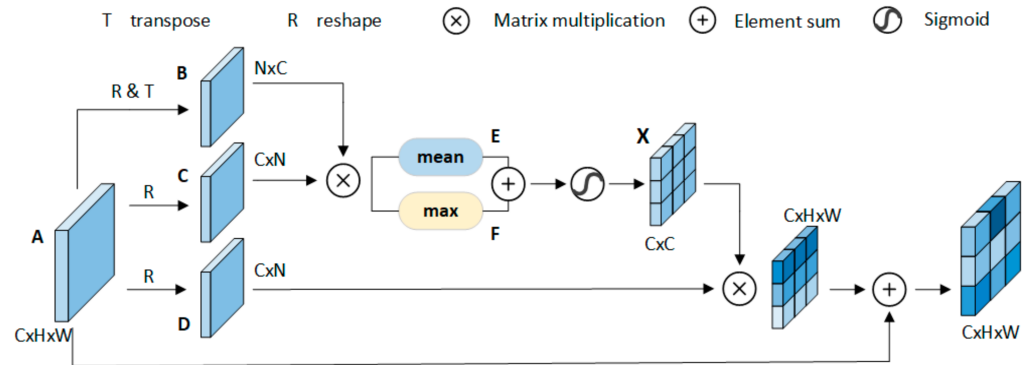 T transpose R reshape Matrix multiplication Element sum Sigmoid
B NxC
R & T
C CxN E X
mean
R
max
A F CxC CxHxW
CxN
R
D
CxHxW CxHxW